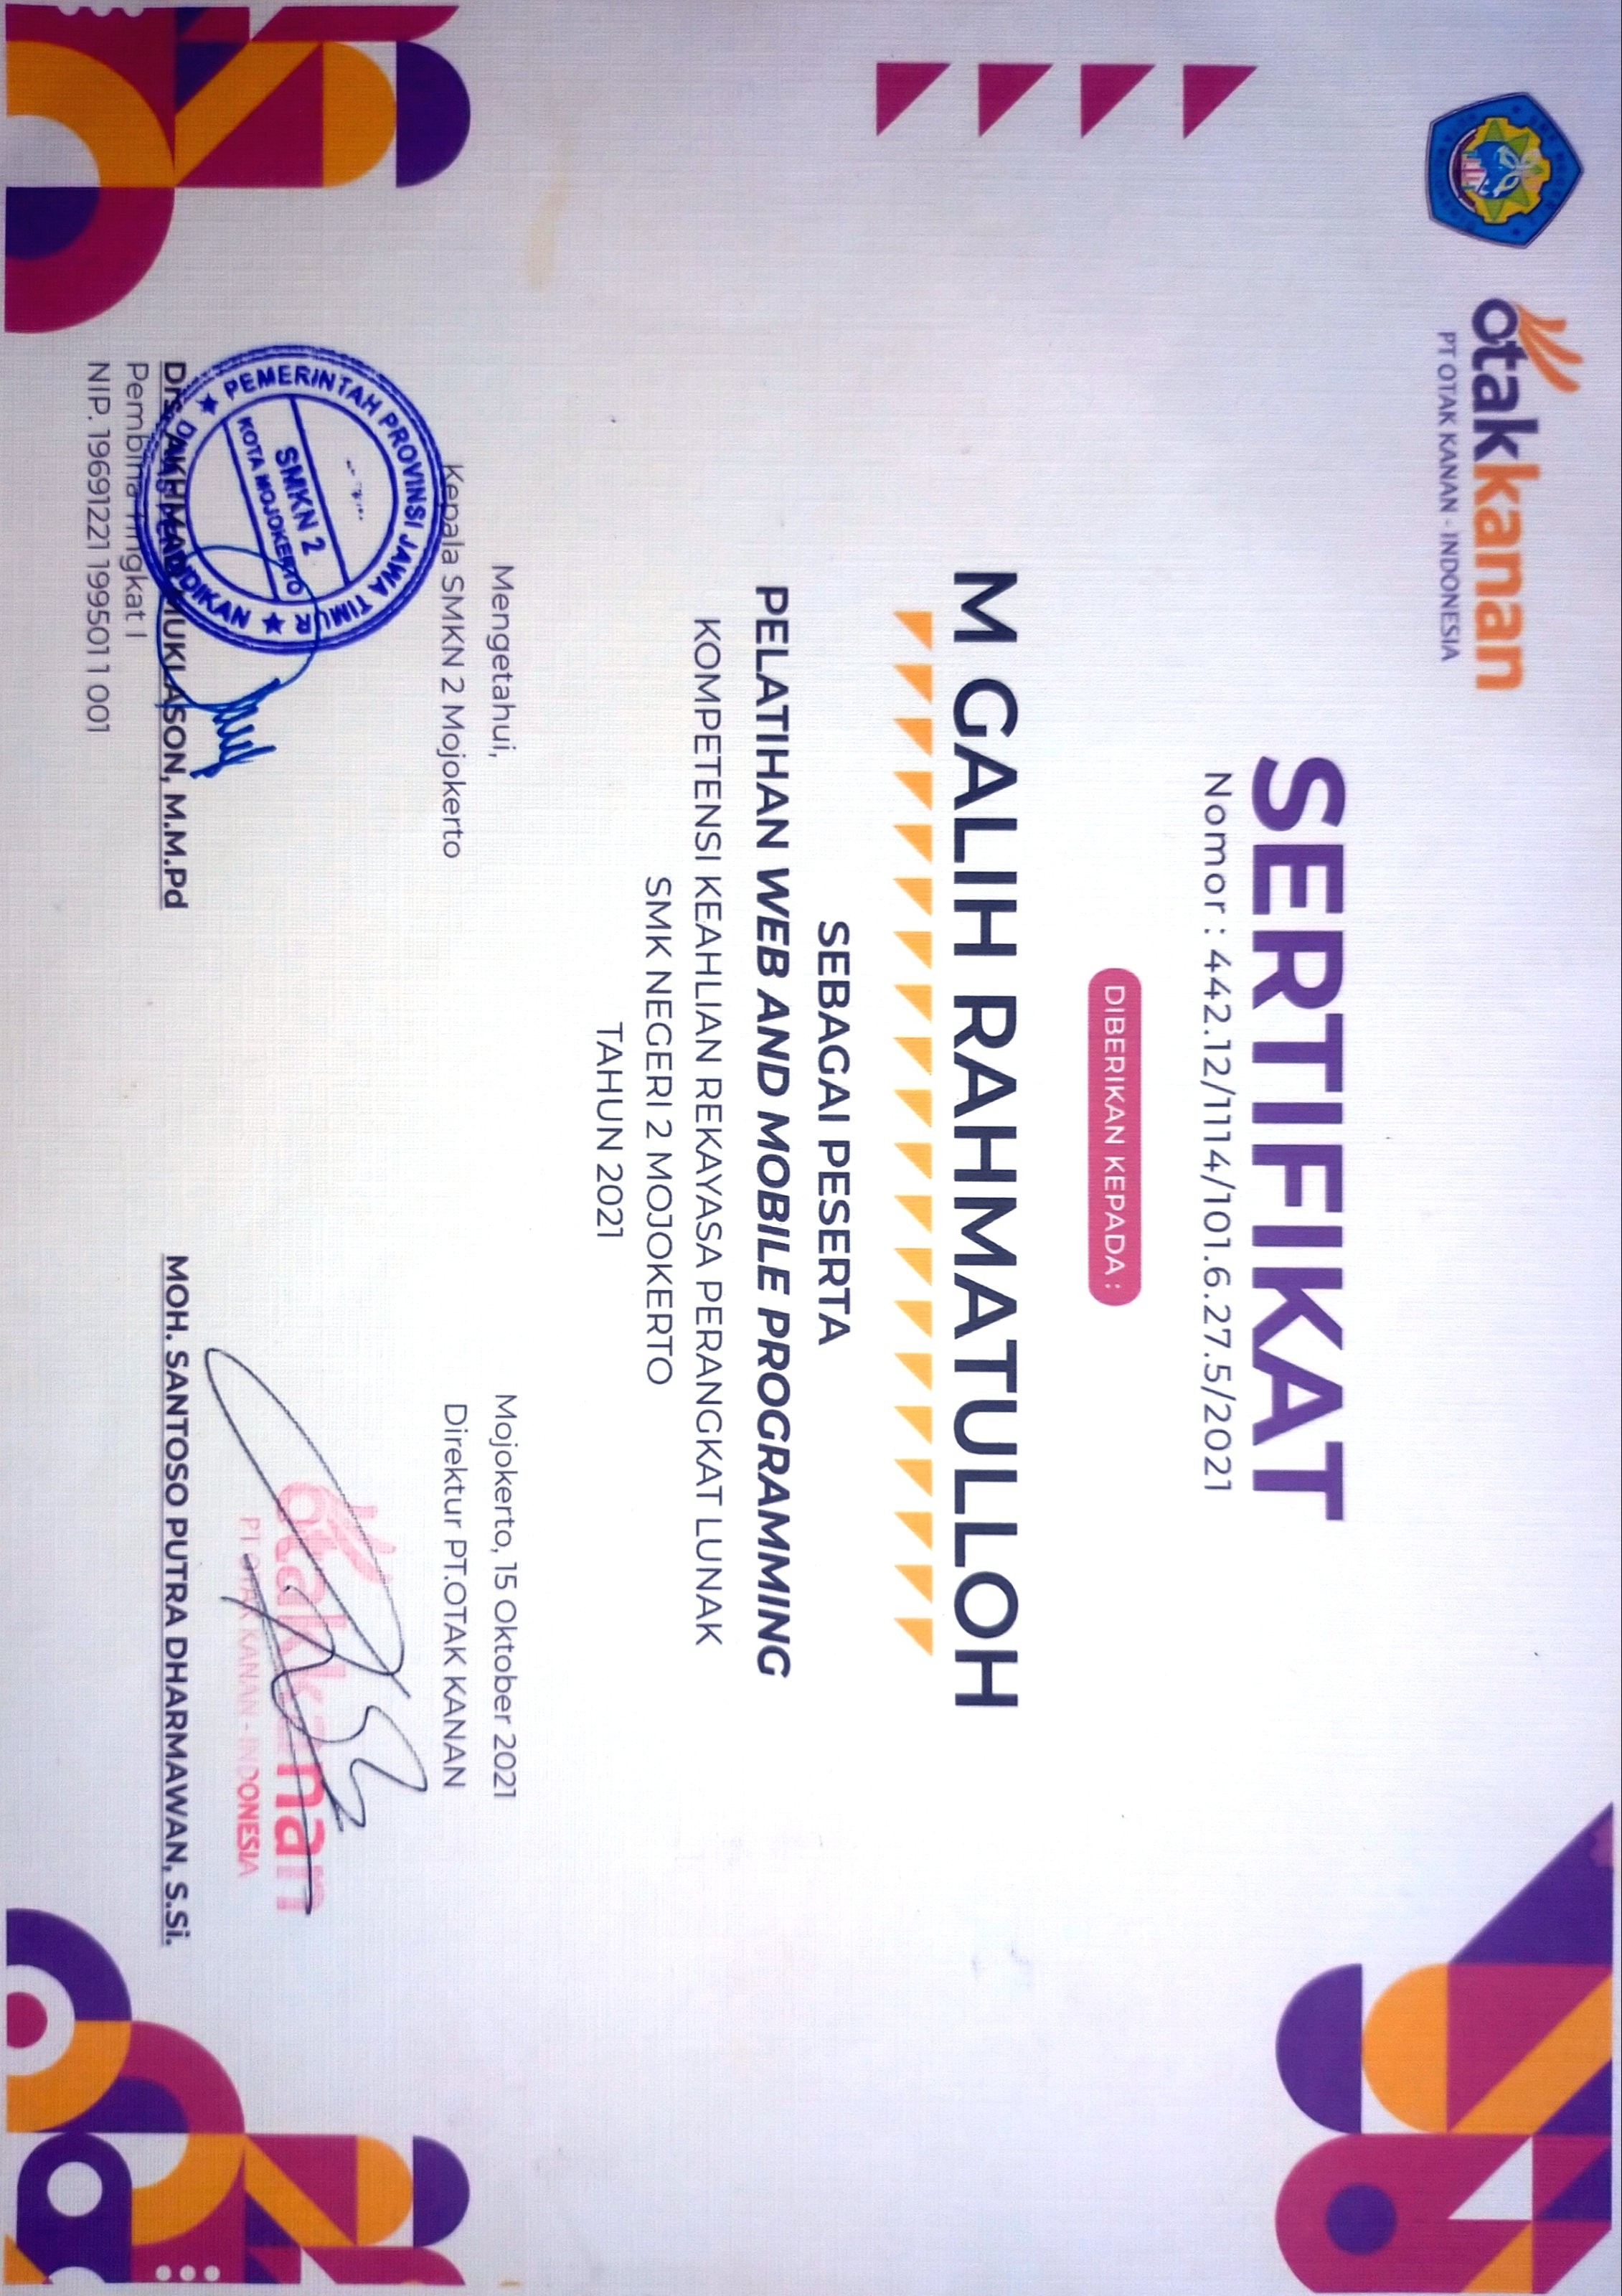 otakkanan
PT OTAK KANAN - INDONESIA
SERTIFIKAT
Nomor : 442.12/1114/101.6.27.5/2021
DIBERIKAN KEPADA :
M GALIH RAHMATULLOH
SEBAGAI PESERTA
PELATIHAN WEB AND MOBILE PROGRAMMING
KOMPETENSI KEAHLIAN REKAYASA PERANGKAT LUNAK
SMK NEGERI 2 MOJOKERTO
TAHUN 2021
Mengetahui,
Kepala SMKN 2 Mojokerto
PEMERINTAH PROVINSI JAWA TIMUR
SMKN 2
KOTA MOJOKERTO
DINAS PENDIDIKAN
Drs. AKHMAD MUKLASON, M.M.Pd
Pembina Tingkat I
NIP. 19691221 199501 1 001
Mojokerto, 15 Oktober 2021
Direktur PT.OTAK KANAN
otakkanan
PT OTAK KANAN - INDONESIA
MOH. SANTOSO PUTRA DHARMAWAN, S.Si.